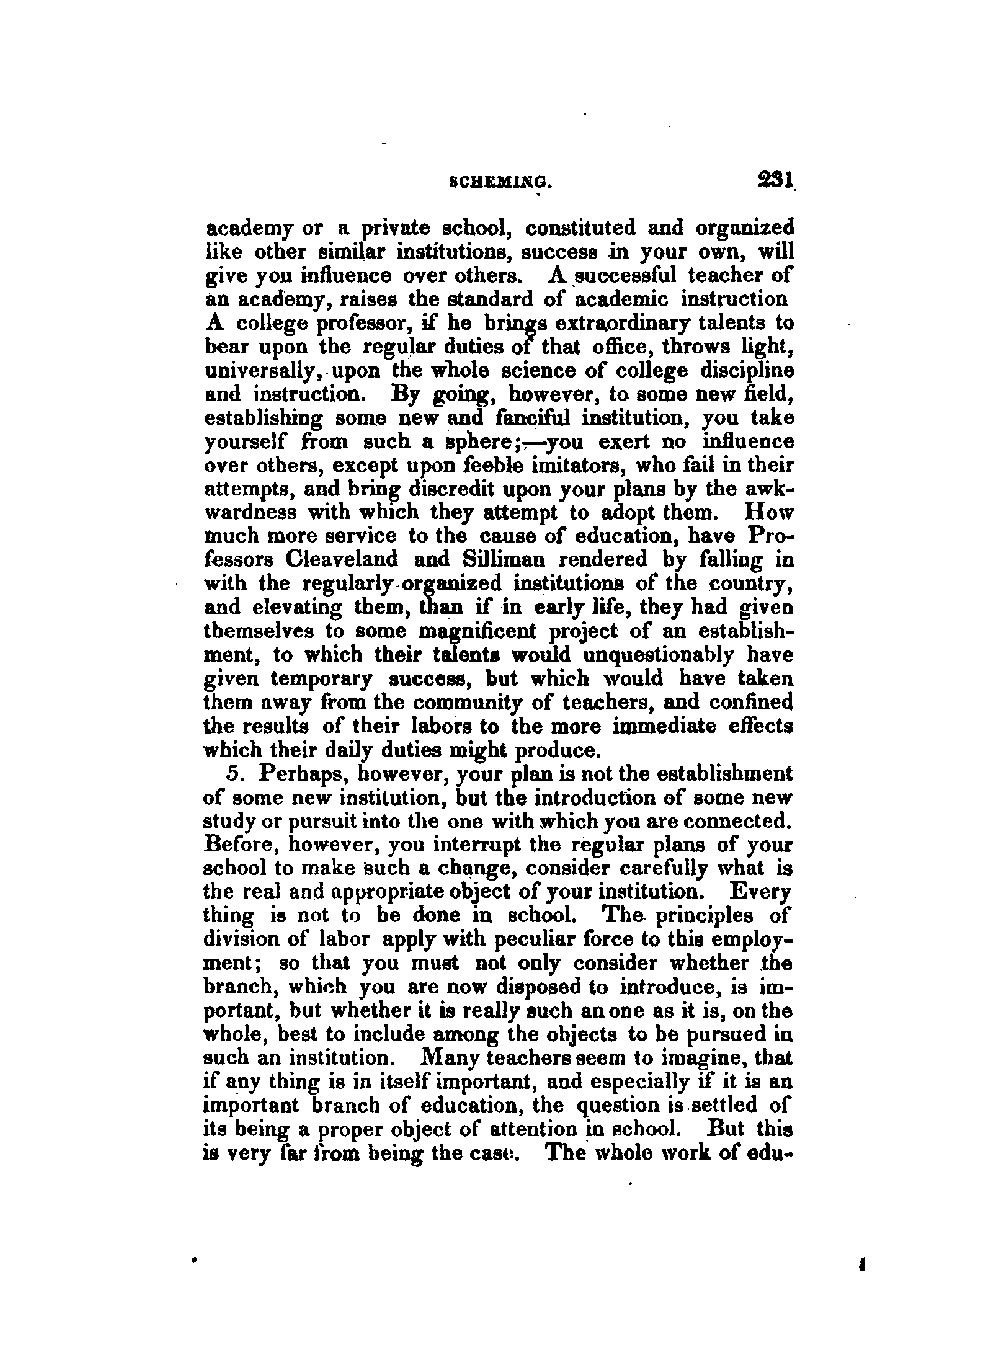 SCHEMING. 231
academy or a private school, constituted and organized
like other similar institutions, success in your own, will
give you influence over others. A successful teacher of
an academy, raises the standard of academic instruction
A college professor, if he brings extraordinary talents to
bear upon the regular duties of that office, throws light,
universally, upon the whole science of college discipline
and instruction. By going, however, to some new field,
establishing some new and fanciful institution, you take
yourself from such a sphere;—you exert no influence
over others, except upon feeble imitators, who fail in their
attempts, and bring discredit upon your plans by the awk-
wardness with which they attempt to adopt them. How
much more service to the cause of education, have Pro-
fessors Cleaveland and Silliman rendered by falling in
with the regularly organized institutions of the country,
and elevating them, than if in early life, they had given
themselves to some magnificent project of an establish-
ment, to which their talents would unquestionably have
given temporary success, but which would have taken
them away from the community of teachers, and confined
the results of their labors to the more immediate effects
which their daily duties might produce.
5. Perhaps, however, your plan is not the establishment
of some new institution, but the introduction of some new
study or pursuit into the one with which you are connected.
Before, however, you interrupt the regular plans of your
school to make such a change, consider carefully what is
the real and appropriate object of your institution. Every
thing is not to be done in school. The principles of
division of labor apply with peculiar force to this employ-
ment; so that you must not only consider whether the
branch, which you are now disposed to introduce, is im-
portant, but whether it is really such an one as it is, on the
whole, best to include among the objects to be pursued in
such an institution. Many teachers seem to imagine, that
if any thing is in itself important, and especially if it is an
important branch of education, the question is settled of
its being a proper object of attention in school. But this
is very far from being the case. The whole work of edu-